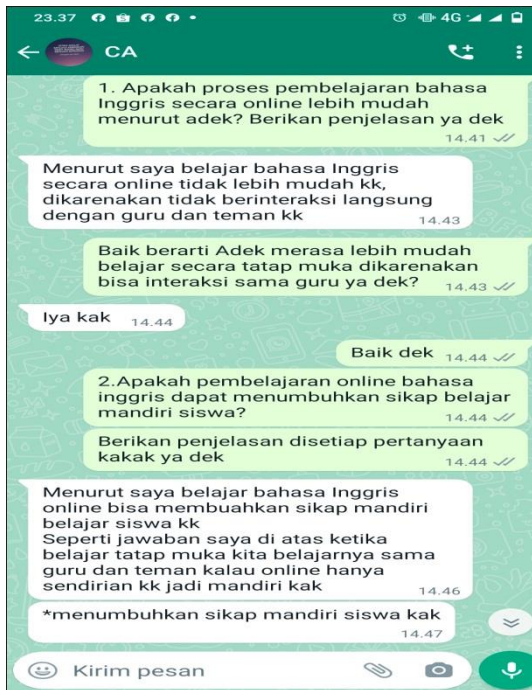 23.37
4G
CA
1. Apakah proses pembelajaran bahasa
Inggris secara online lebih mudah
menurut adek? Berikan penjelasan ya dek
14.41
Menurut saya belajar bahasa Inggris
secara online tidak lebih mudah kk,
dikarenakan tidak berinteraksi langsung
dengan guru dan teman kk
14.43
Baik berarti Adek merasa lebih mudah
belajar secara tatap muka dikarenakan
bisa interaksi sama guru ya dek?
14.43
Iya kak 14.44
Baik dek 14.44
2.Apakah pembelajaran online bahasa
inggris dapat menumbuhkan sikap belajar
mandiri siswa?
14.44
Berikan penjelasan disetiap pertanyaan
kakak ya dek
14.44
Menurut saya belajar bahasa Inggris
online bisa membuahkan sikap mandiri
belajar siswa kk
Seperti jawaban saya di atas ketika
belajar tatap muka kita belajarnya sama
guru dan teman kalau online hanya
sendirian kk jadi mandiri kak
14.46
*menumbuhkan sikap mandiri siswa kak
14.47
Kirim pesan